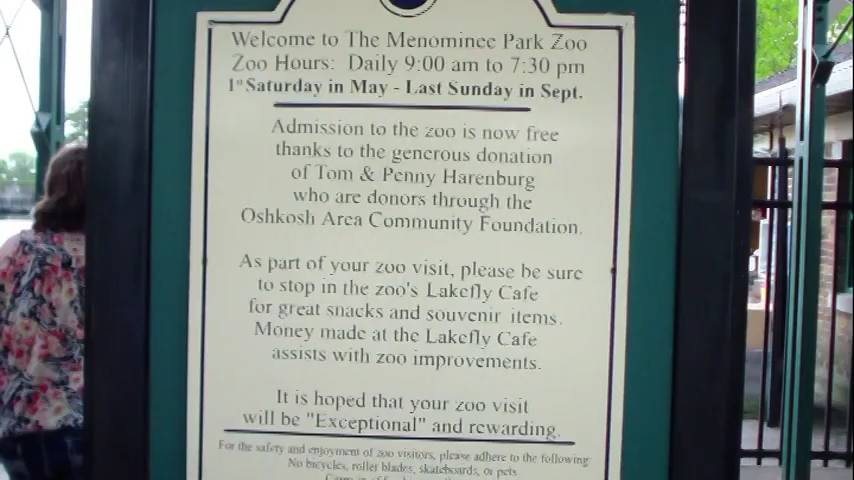 Welcome to The Menominee Park Zoo
Zoo Hours: Daily 9:00 am to 7:30 pm
1st Saturday in May - Last Sunday in Sept.
Admission to the zoo is now free
thanks to the generous donation
of Tom & Penny Harenburg
who are donors through the
Oshkosh Area Community Foundation.
As part of your zoo visit, please be sure
to stop in the zoo's Lakefly Cafe
for great snacks and souvenir items.
Money made at the Lakefly Cafe
assists with zoo improvements.
It is hoped that your zoo visit
will be "Exceptional" and rewarding.
For the safety and enjoyment of zoo visitors, please adhere to the following:
No bicycles, roller blades, skateboards, or pets